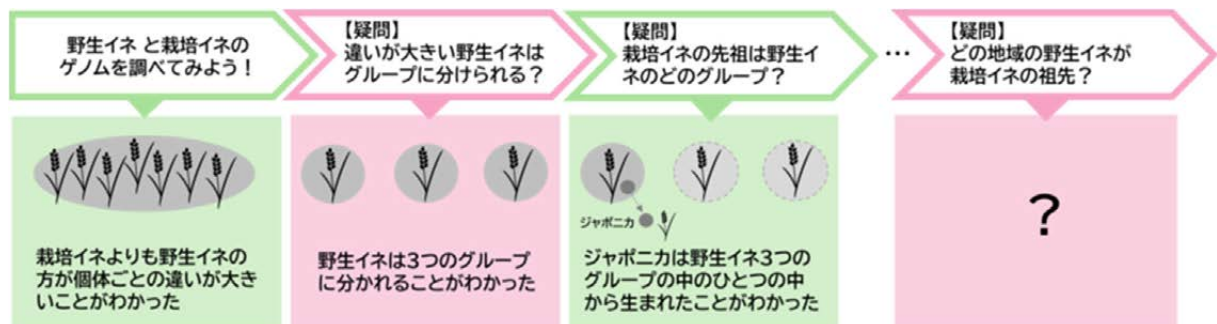 野生イネ と栽培イネの
ゲノムを調べてみよう！
【疑問】
違いが大きい野生イネは
グループに分けられる？
【疑問】
栽培イネの先祖は野生イ
ネのどのグループ？
…
【疑問】
どの地域の野生イネが
栽培イネの祖先？
栽培イネよりも野生イネの
方が個体ごとの違いが大き
いことがわかった
野生イネは3つのグループ
に分かれることがわかった
ジャポニカ
ジャポニカは野生イネ3つの
グループの中のひとつの中
から生まれたことがわかった
？